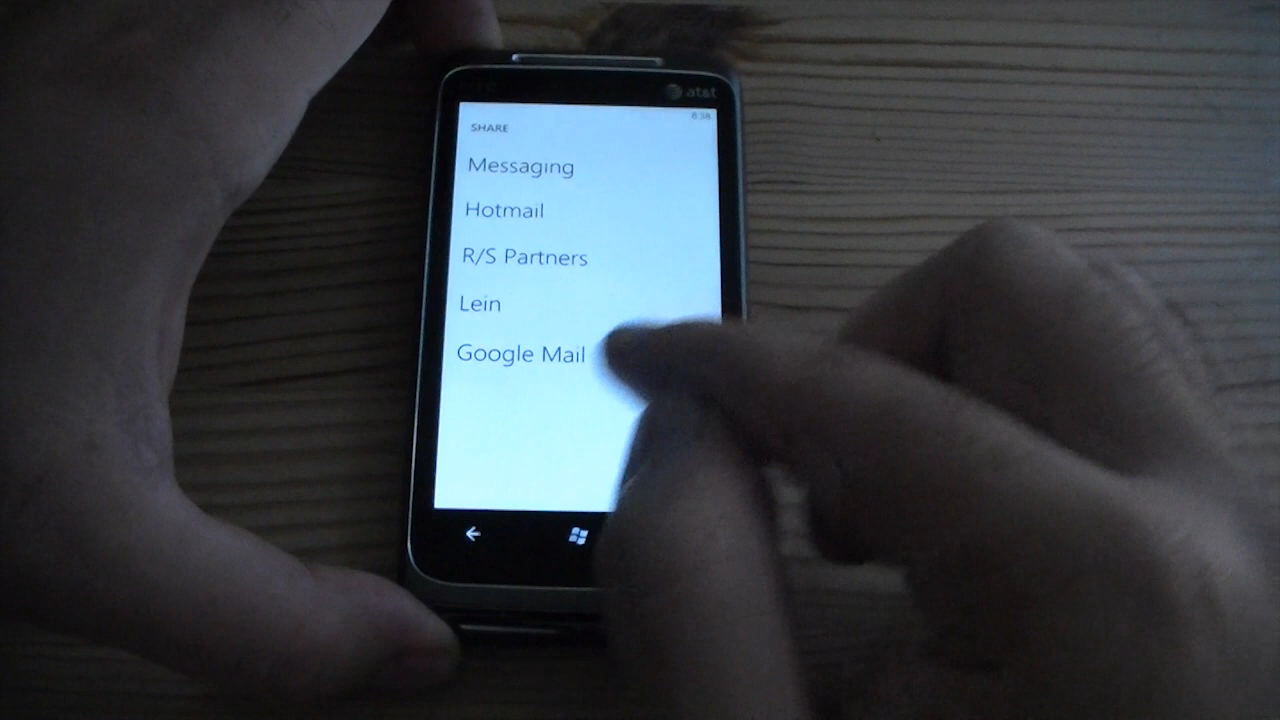 at&t
8:38
SHARE
Messaging
Hotmail
R/S Partners
Lein
Google Mail